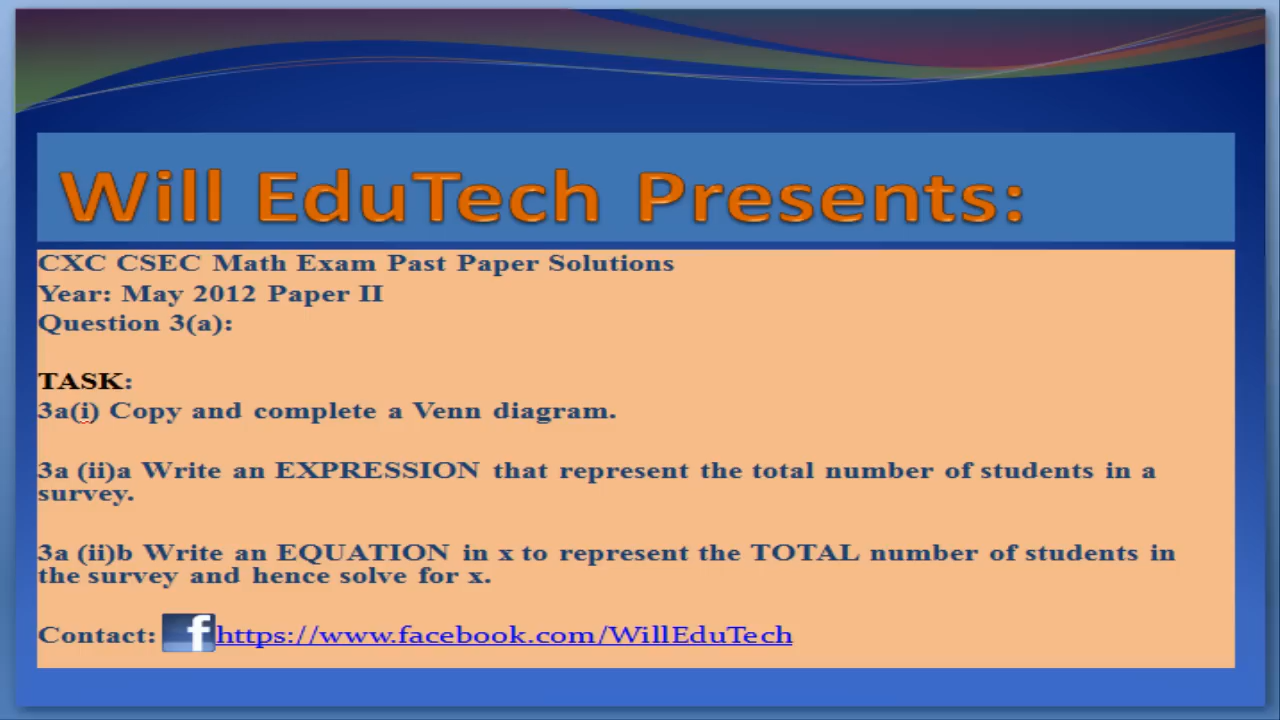 Will EduTech Presents:
CXC CSEC Math Exam Past Paper Solutions
Year: May 2012 Paper II
Question 3(a):
TASK:
3a(i) Copy and complete a Venn diagram.
3a (ii)a Write an EXPRESSION that represent the total number of students in a
survey.
3a (ii)b Write an EQUATION in x to represent the TOTAL number of students in
the survey and hence solve for x.
Contact: f https://www.facebook.com/WillEduTech